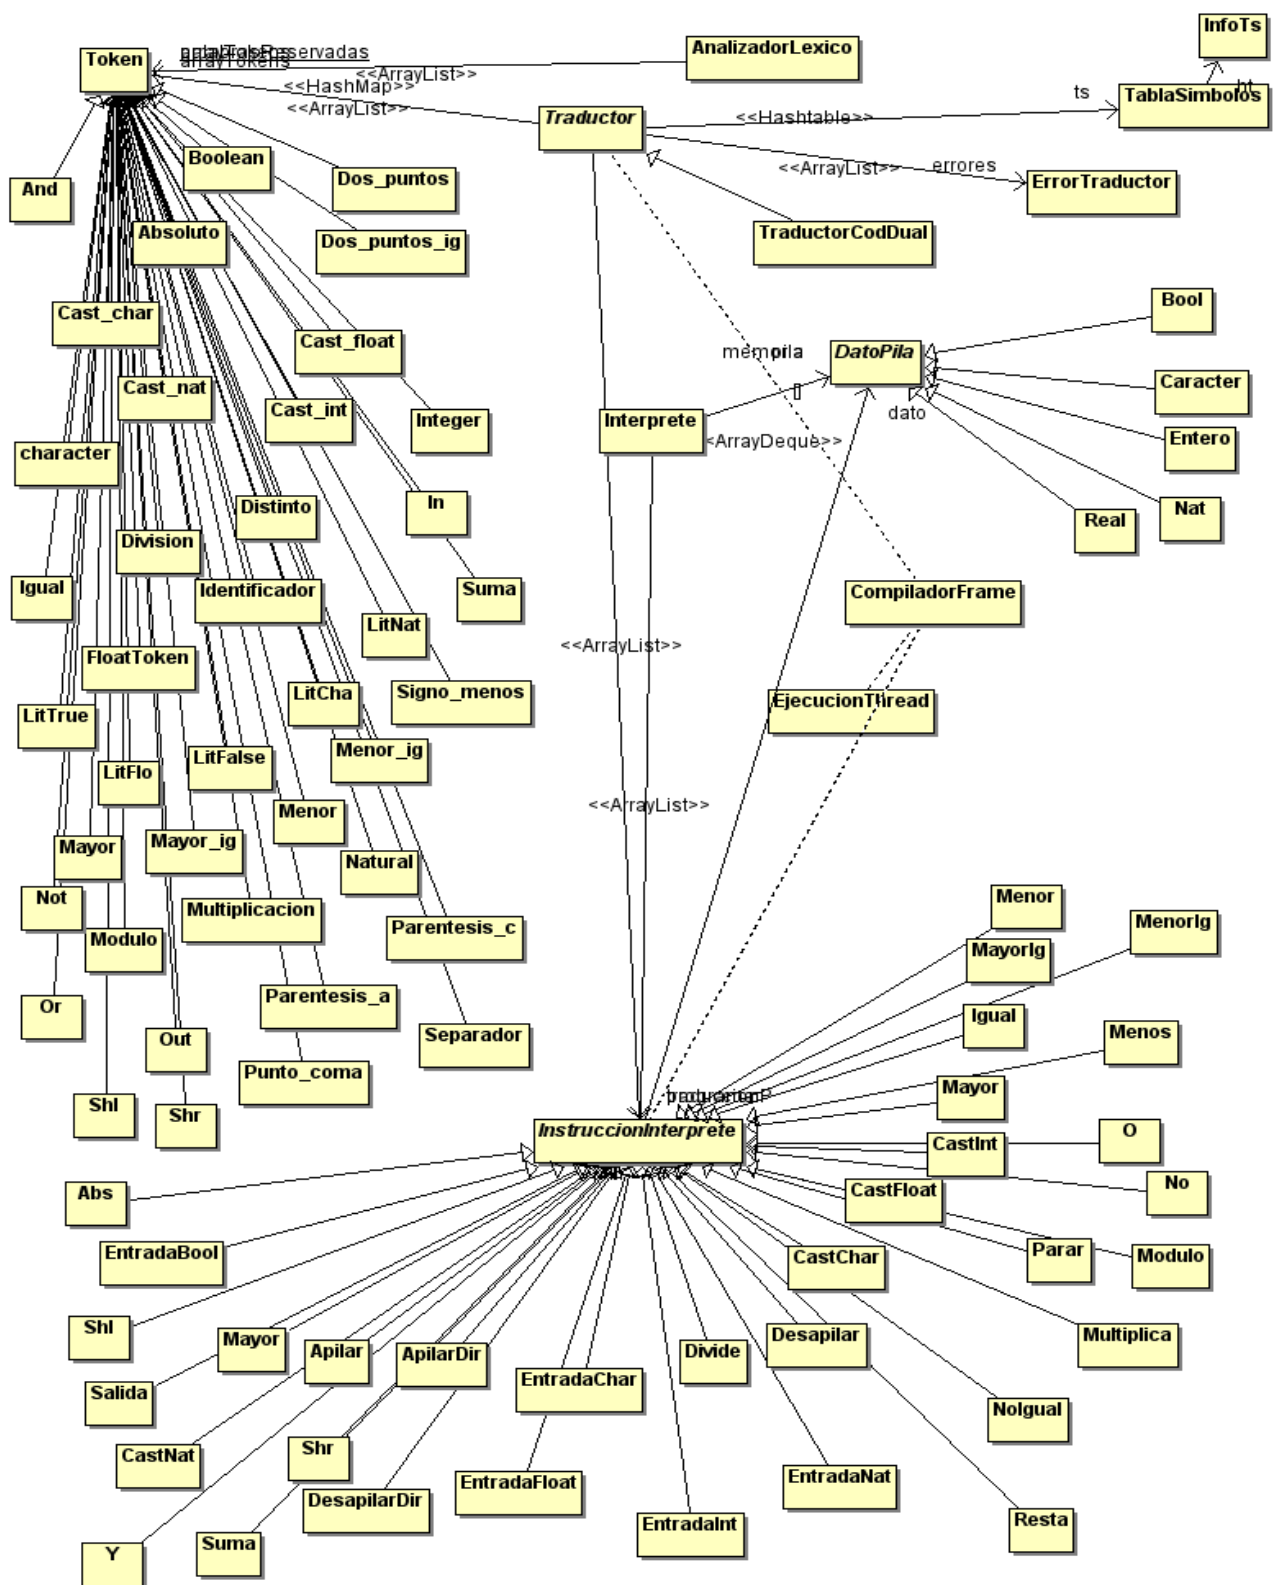 InfoTs
AnalizadorLexico
palabrasReservadas
Token
arrayTokens
<<ArrayList>>
<<HashMap>>
ts
TablaSimbolos
ht
<<ArrayList>>
Traductor
<<Hashtable>>
Boolean
Dos_puntos
<<ArrayList>>
errores
ErrorTraductor
And
Absoluto
Dos_puntos_ig
TraductorCodDual
Bool
Cast_char
Cast_float
memoria
pila
DatoPila
[]
Cast_nat
Cast_int
Integer
Interprete
dato
Caracter
<ArrayDeque>>
Entero
character
Distinto
In
Real
Nat
Division
Igual
Identificador
Suma
CompiladorFrame
LitNat
<<ArrayList>>
FloatToken
LitCha
Signo_menos
EjecucionThread
LitTrue
LitFlo
LitFalse
Menor_ig
<<ArrayList>>
Mayor
Mayor_ig
Menor
Natural
Not
Multiplicacion
Parentesis_c
Menor
MenorIg
Modulo
MayorIg
Or
Parentesis_a
Igual
Out
Separador
Menos
Punto_coma
Mayor
Shl
Shr
InstruccionInterprete
CastInt
O
Abs
CastFloat
No
EntradaBool
CastChar
Parar
Modulo
Shl
Mayor
Apilar
ApilarDir
Divide
Desapilar
Multiplica
Salida
EntradaChar
NoIgual
CastNat
Shr
EntradaFloat
EntradaNat
DesapilarDir
EntradaInt
Resta
Y
Suma